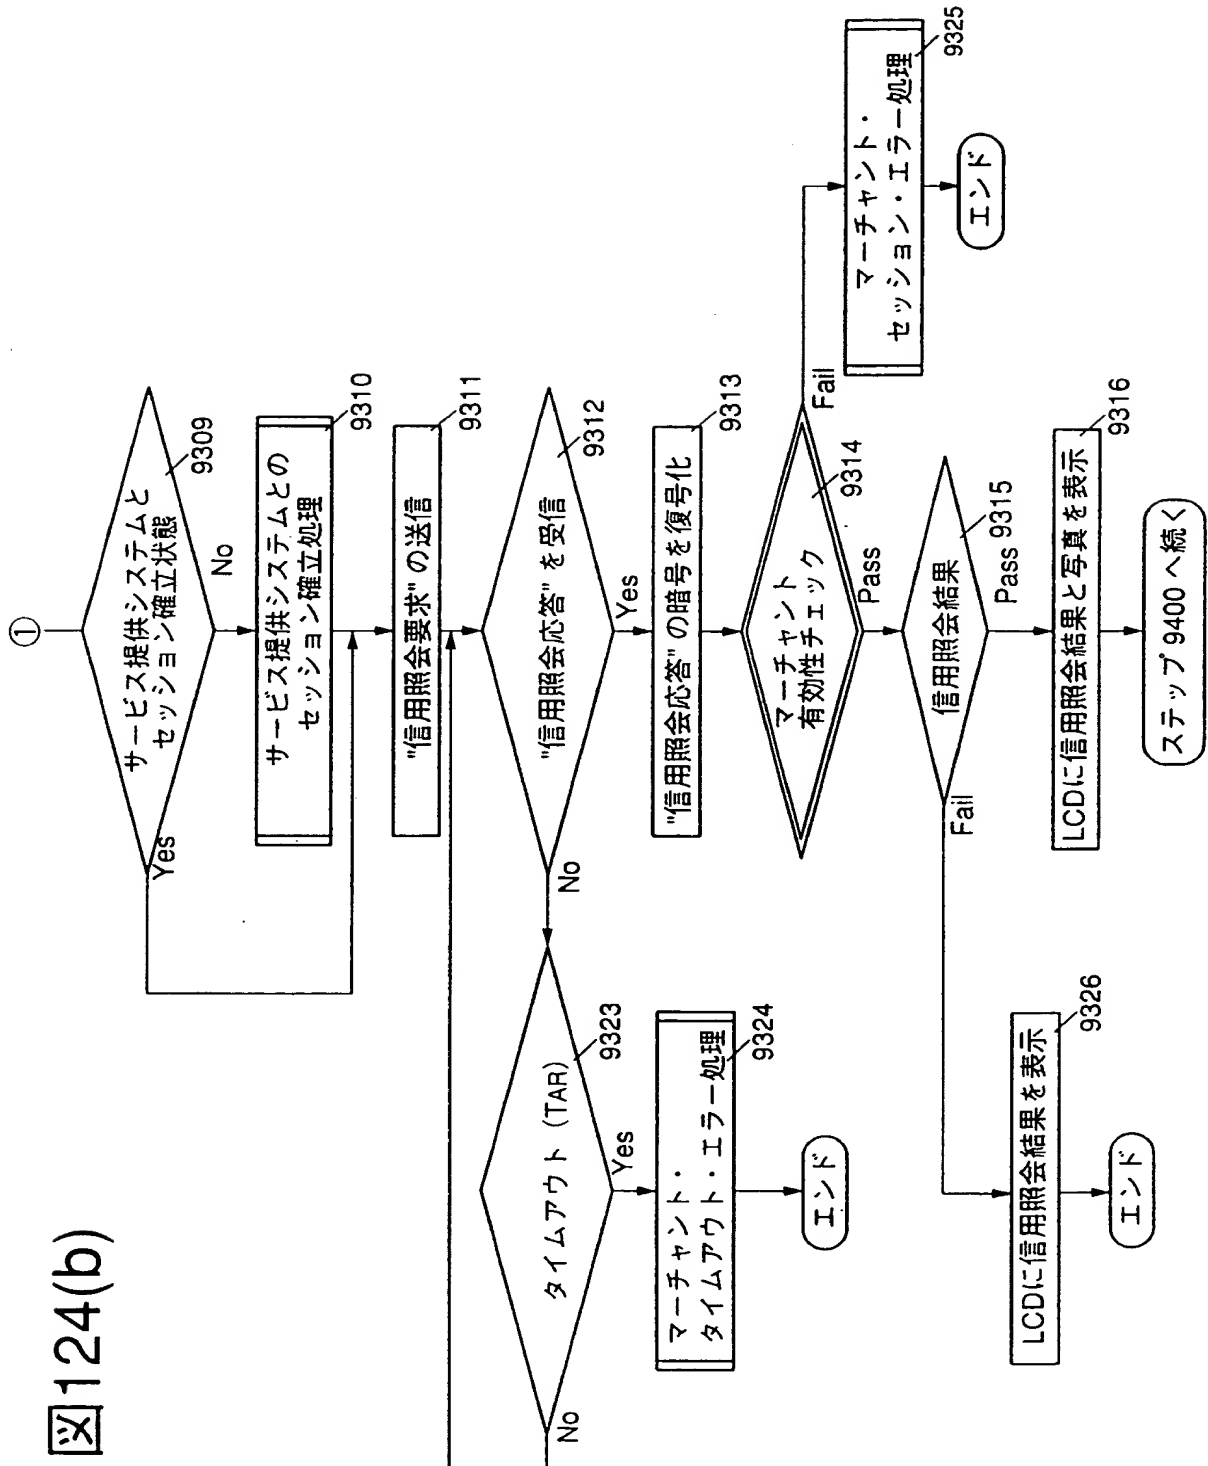 図124(b)
①
サービス提供システムと
セッション確立状態
9309
Yes
No
サービス提供システムとの
セッション確立処理
9310
"信用照会要求" の送信
9311
"信用照会応答" を受信
9312
No
Yes
タイムアウト (TAR)
9323
No
Yes
マーチャント・
タイムアウト・エラー処理
9324
エンド
"信用照会応答" の暗号を復号化
9313
マーチャント
有効性チェック
9314
Fail
Pass
マーチャント・
セッション・エラー処理
9325
エンド
信用照会結果
9315
Fail
Pass
LCDに信用照会結果を表示
9326
エンド
LCDに信用照会結果と写真を表示
9316
ステップ 9400 へ続く